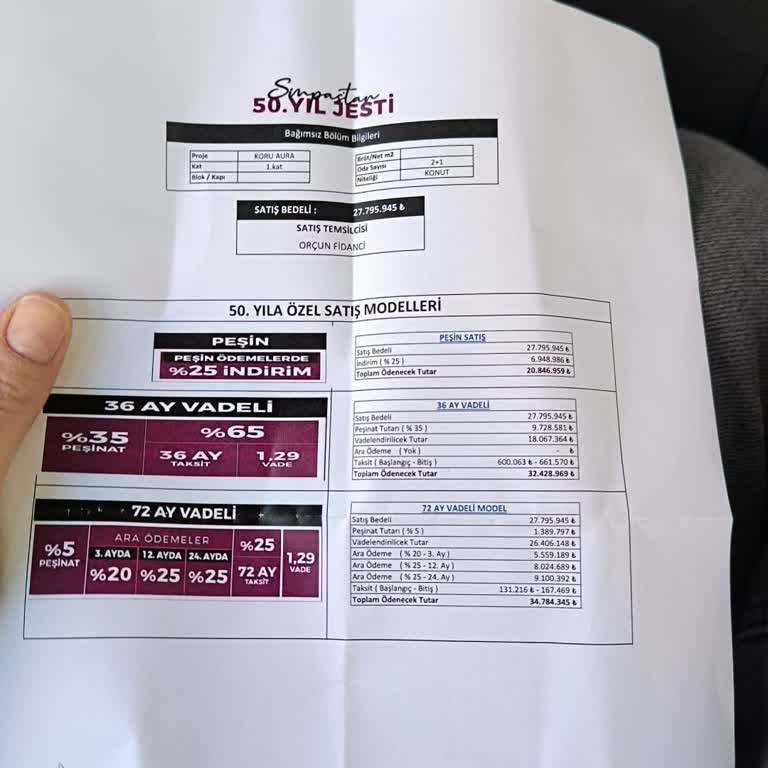 Sinpaş'tan
50.YIL JESTİ
Bağımsız Bölüm Bilgileri
Proje KORU AURA
Kat 1.kat
Blok / Kapı
Brüt/Net m2
Oda Sayısı 2+1
Niteliği KONUT
SATIŞ BEDELİ : 27.795.945 ₺
SATIŞ TEMSİLCİSİ
ORÇUN FİDANCİ
50. YILA ÖZEL SATIŞ MODELLERİ
PEŞİN
PEŞİN ÖDEMELERDE
%25 İNDİRİM
PEŞİN SATIŞ
Satış Bedeli 27.795.945 ₺
İndirim ( % 25 ) 6.948.986 ₺
Toplam Ödenecek Tutar 20.846.959 ₺
36 AY VADELİ
%35 PEŞİNAT
%65
36 AY TAKSİT
1,29 VADE
36 AY VADELİ
Satış Bedeli 27.795.945 ₺
Peşinat Tutarı ( % 35 ) 9.728.581 ₺
Vadelendirilicek Tutar 18.067.364 ₺
Ara Ödeme ( Yok ) - ₺
Taksit ( Başlangıç - Bitiş ) 600.063 ₺ - 661.570 ₺
Toplam Ödenecek Tutar 32.428.969 ₺
72 AY VADELİ
%5 PEŞİNAT
ARA ÖDEMELER
3. AYDA 12. AYDA 24. AYDA
%20 %25 %25
%25
72 AY TAKSİT
1,29 VADE
72 AY VADELİ MODEL
Satış Bedeli 27.795.945 ₺
Peşinat Tutarı ( % 5 ) 1.389.797 ₺
Vadelendirilicek Tutar 26.406.148 ₺
Ara Ödeme ( % 20 - 3. Ay ) 5.559.189 ₺
Ara Ödeme ( % 25 - 12. Ay ) 8.024.689 ₺
Ara Ödeme ( % 25 - 24. Ay ) 9.100.392 ₺
Taksit ( Başlangıç - Bitiş ) 131.216 ₺ - 167.469 ₺
Toplam Ödenecek Tutar 34.784.345 ₺